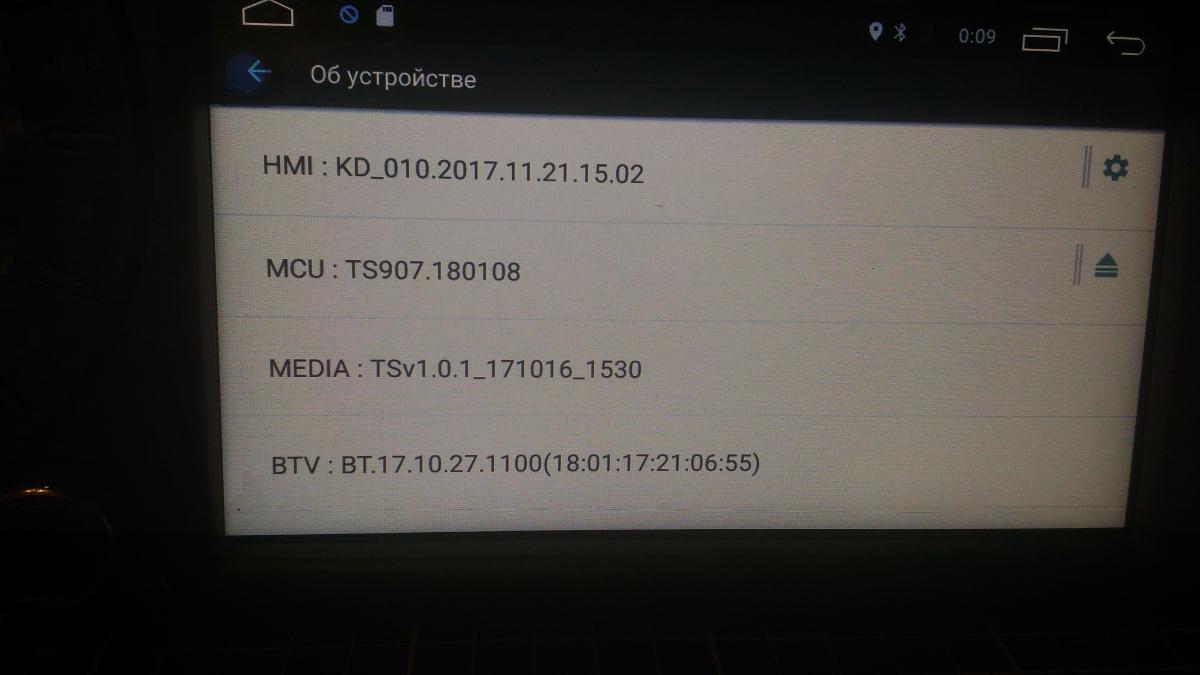 0:09
Об устройстве
HMI : KD_010.2017.11.21.15.02
MCU : TS907.180108
MEDIA : TSv1.0.1_171016_1530
BTV : BT.17.10.27.1100(18:01:17:21:06:55)